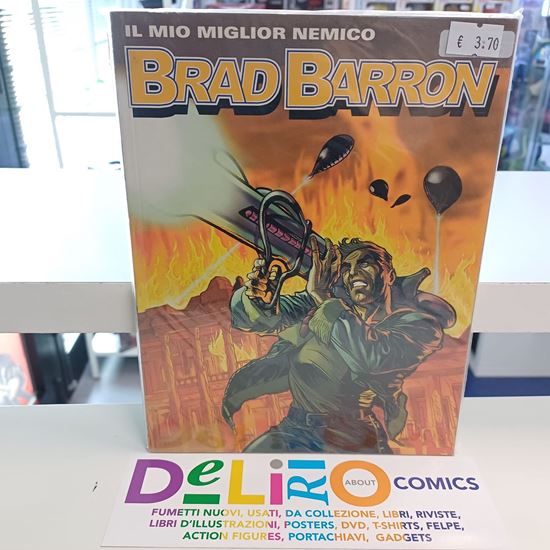 IL MIO MIGLIOR NEMICO
€ 3.70
BRAD BARRON
DeLiRiO ABOUT COMICS
FUMETTI NUOVI, USATI, DA COLLEZIONE, LIBRI, RIVISTE,
LIBRI D'ILLUSTRAZIONI, POSTERS, DVD, T-SHIRTS, FELPE,
ACTION FIGURES, PORTACHIAVI, GADGETS